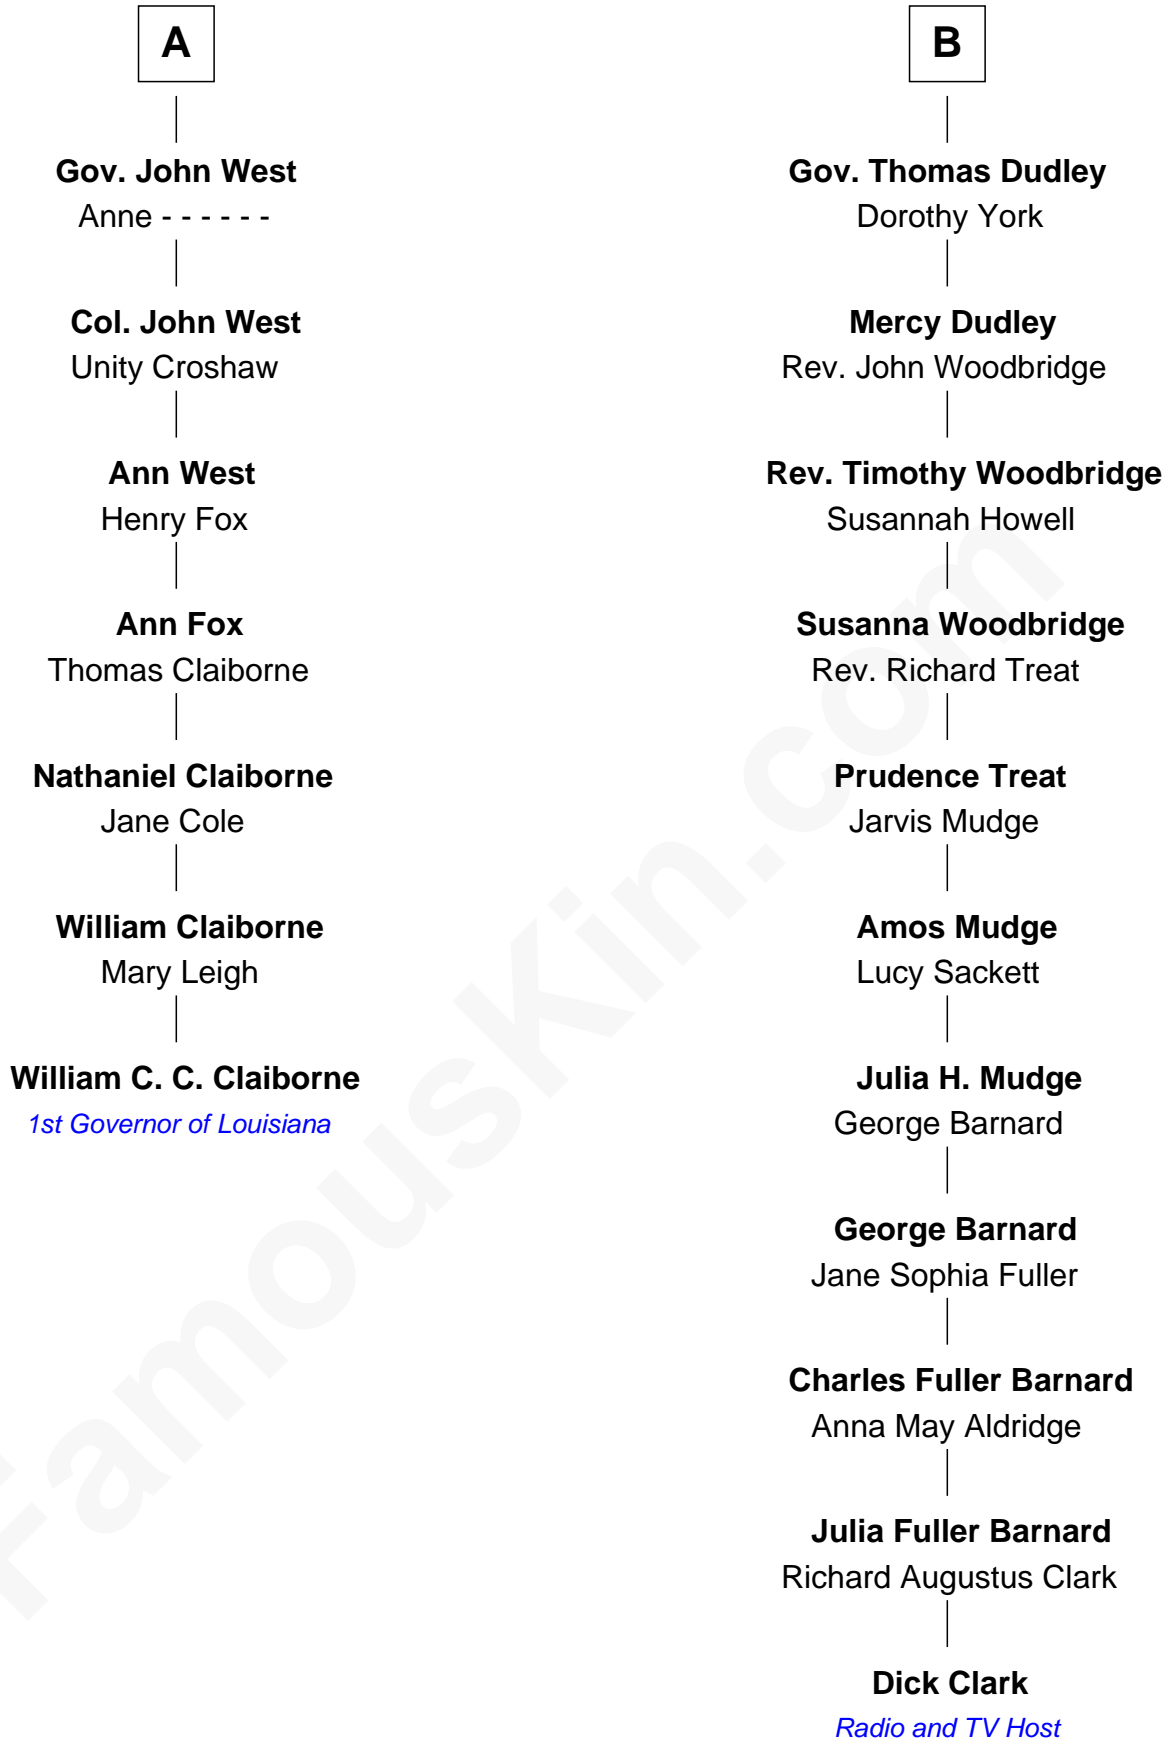 A
Gov. John West
Anne - - - - - -
Col. John West
Unity Croshaw
Ann West
Henry Fox
Ann Fox
Thomas Claiborne
Nathaniel Claiborne
Jane Cole
William Claiborne
Mary Leigh
William C. C. Claiborne
1st Governor of Louisiana
B
Gov. Thomas Dudley
Dorothy York
Mercy Dudley
Rev. John Woodbridge
Rev. Timothy Woodbridge
Susannah Howell
Susanna Woodbridge
Rev. Richard Treat
Prudence Treat
Jarvis Mudge
Amos Mudge
Lucy Sackett
Julia H. Mudge
George Barnard
George Barnard
Jane Sophia Fuller
Charles Fuller Barnard
Anna May Aldridge
Julia Fuller Barnard
Richard Augustus Clark
Dick Clark
Radio and TV Host
FamousKin.com